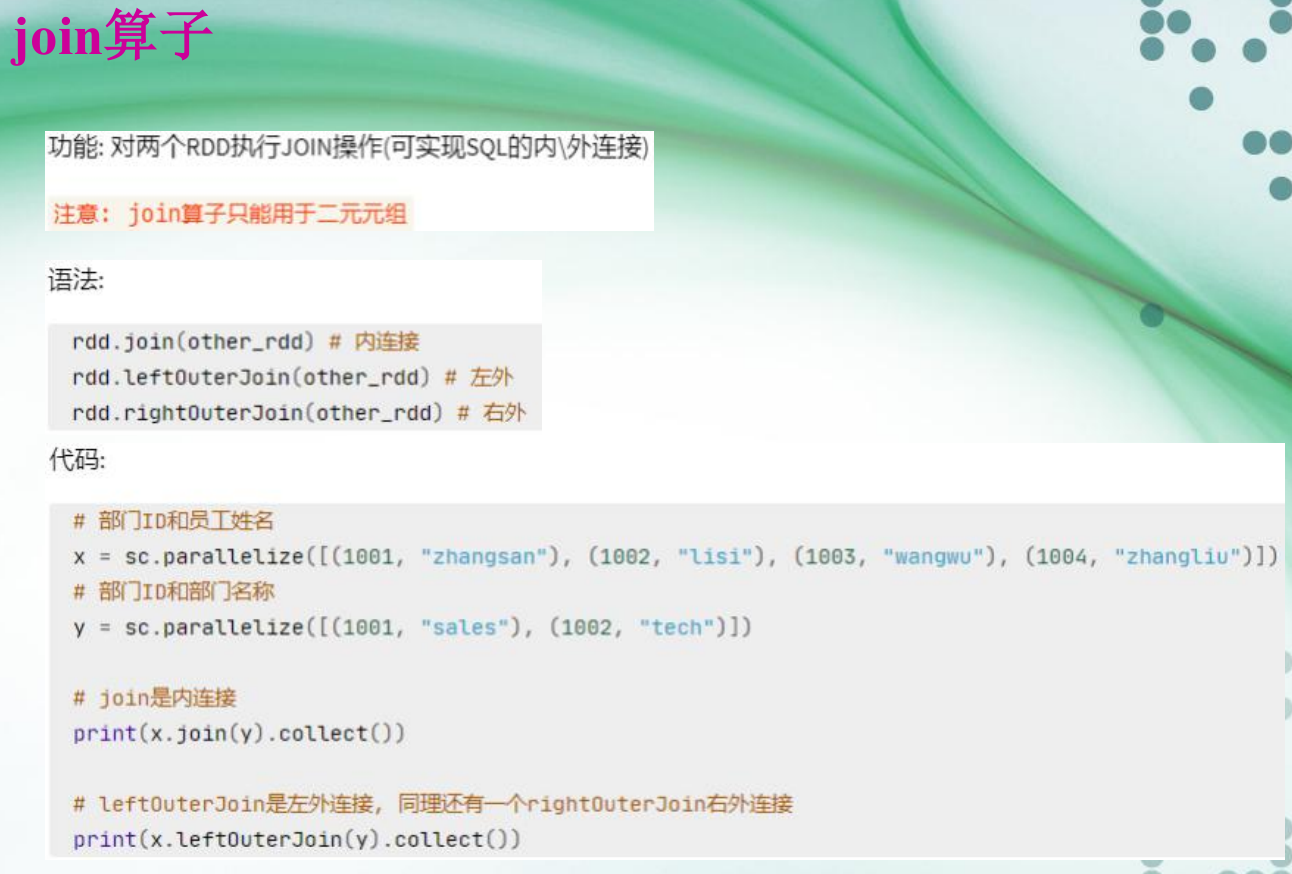 join算子
功能: 对两个RDD执行JOIN操作(可实现SQL的内\外连接)
注意: join算子只能用于二元元组
语法:
rdd.join(other_rdd) # 内连接
rdd.leftOuterJoin(other_rdd) # 左外
rdd.rightOuterJoin(other_rdd) # 右外
代码:
# 部门ID和员工姓名
x = sc.parallelize([(1001, "zhangsan"), (1002, "lisi"), (1003, "wangwu"), (1004, "zhangliu")])
# 部门ID和部门名称
y = sc.parallelize([(1001, "sales"), (1002, "tech")])
# join是内连接
print(x.join(y).collect())
# leftOuterJoin是左外连接, 同理还有一个rightOuterJoin右外连接
print(x.leftOuterJoin(y).collect())